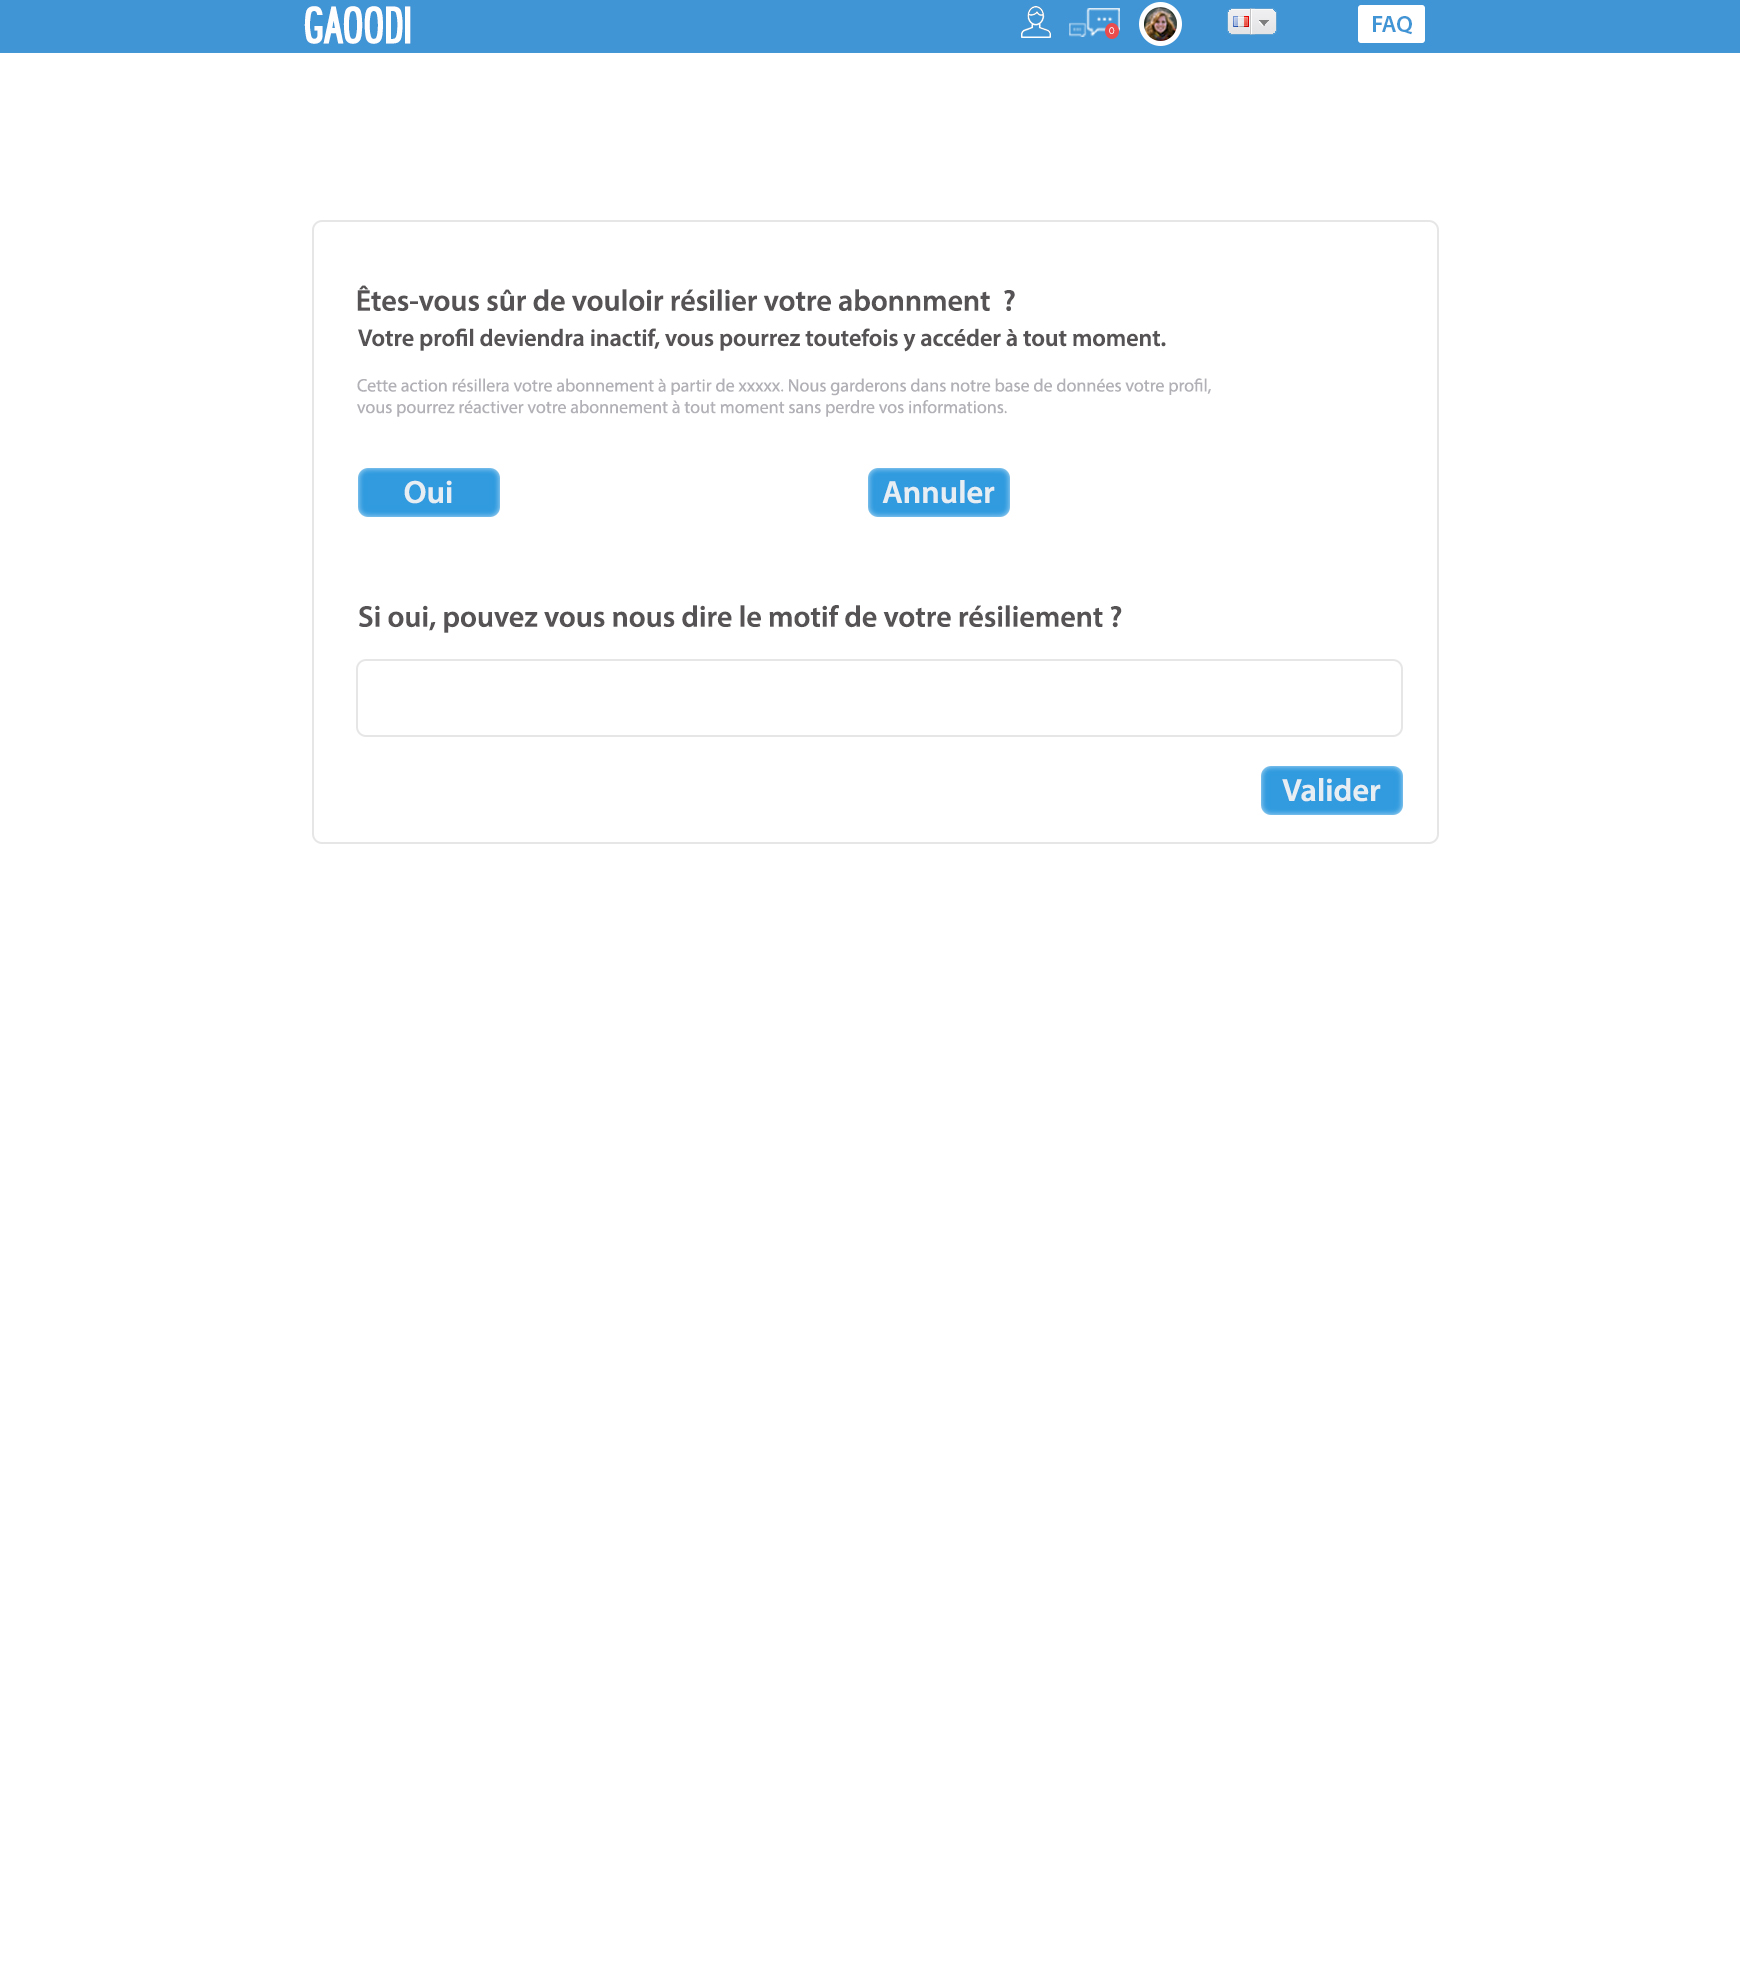 GAOODI
0
FAQ
Êtes-vous sûr de vouloir résilier votre abonnment ?
Votre profil deviendra inactif, vous pourrez toutefois y accéder à tout moment.
Cette action résillera votre abonnement à partir de xxxxx. Nous garderons dans notre base de données votre profil,
vous pourrez réactiver votre abonnement à tout moment sans perdre vos informations.
Oui
Annuler
Si oui, pouvez vous nous dire le motif de votre résiliement ?
Valider